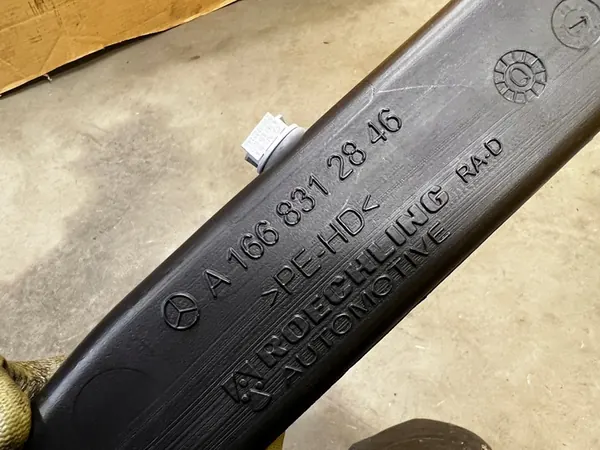 A 166 831 28 46
>PE-HD<
ROECHLING RA-D
AUTOMOTIVE
Q